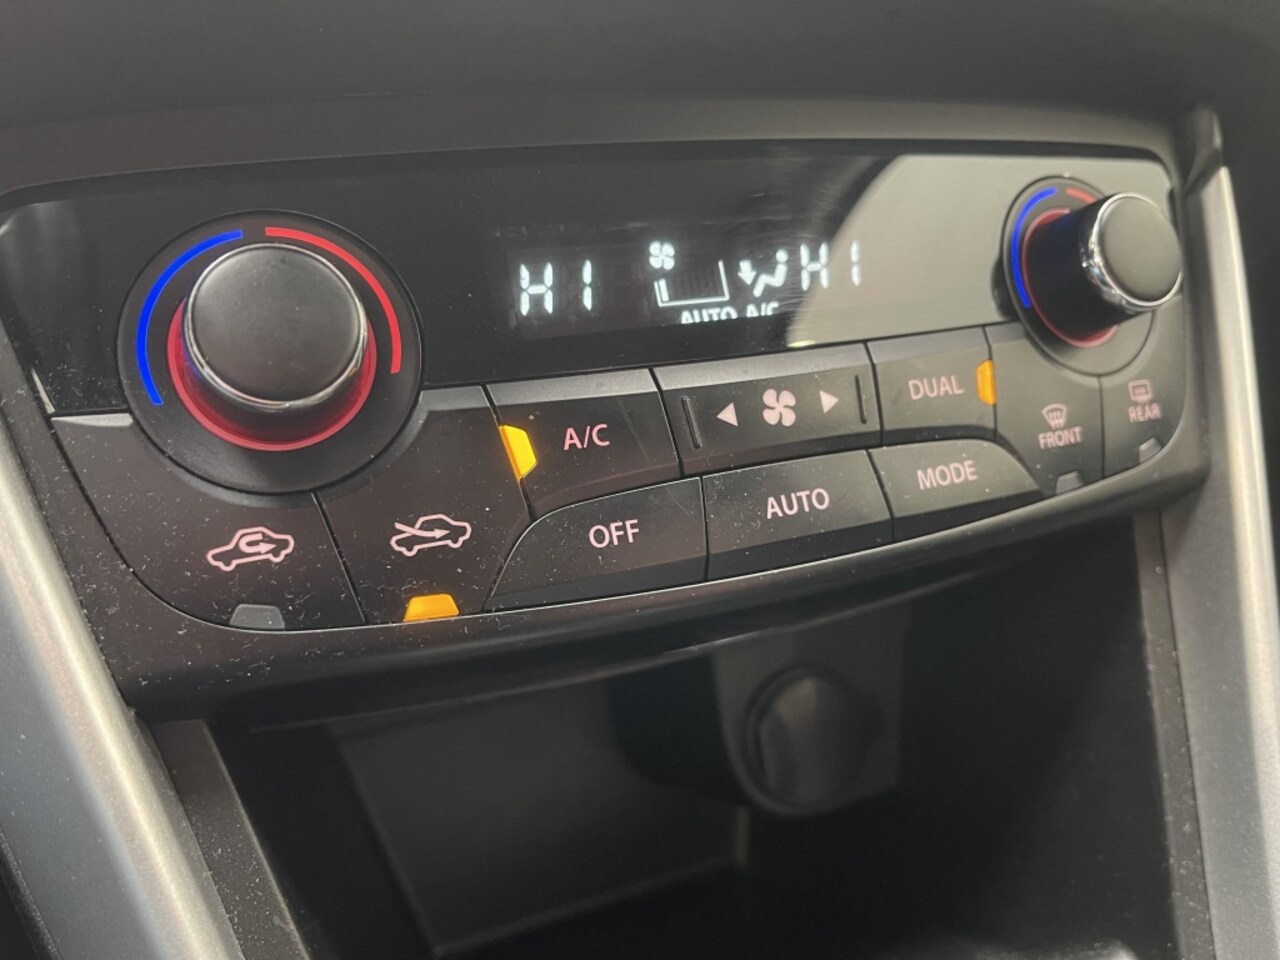 HI HI
AUTO A/C
A/C
DUAL
FRONT
REAR
OFF
AUTO
MODE